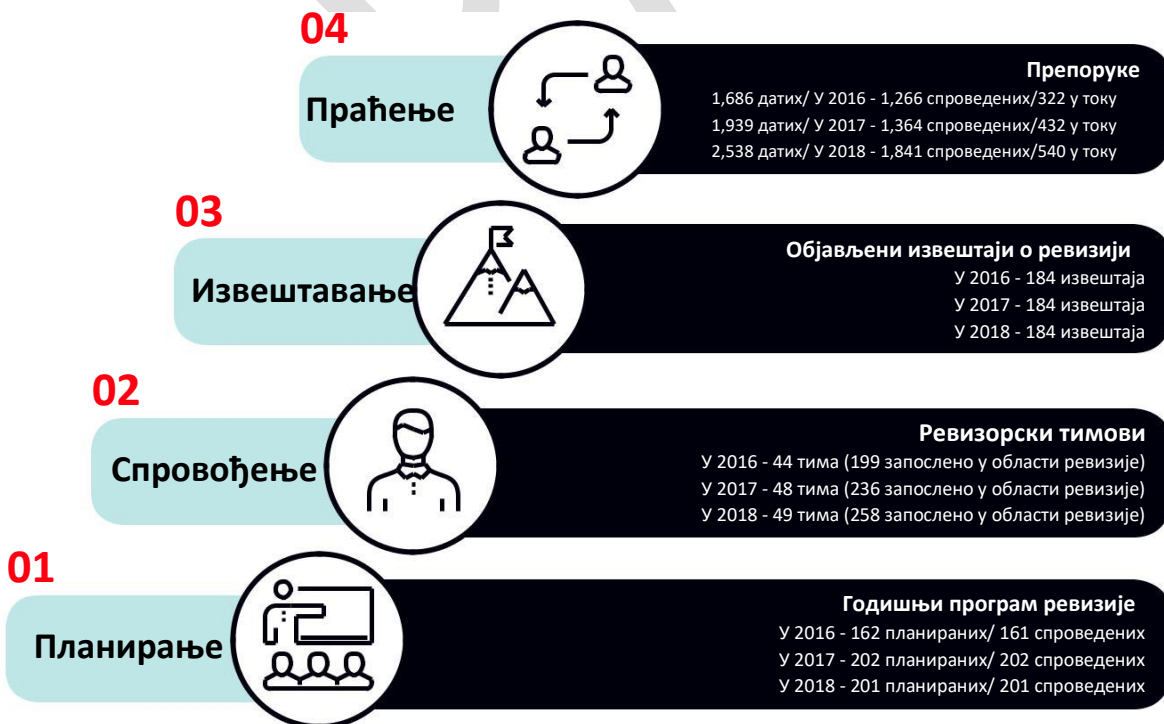 04
Праћење
Препоруке
1,686 датих/ У 2016 - 1,266 спроведених/322 у току
1,939 датих/ У 2017 - 1,364 спроведених/432 у току
2,538 датих/ У 2018 - 1,841 спроведених/540 у току
03
Извештавање
Објављени извештаји о ревизији
У 2016 - 184 извештаја
У 2017 - 184 извештаја
У 2018 - 184 извештаја
02
Спровођење
Ревизорски тимови
У 2016 - 44 тима (199 запослено у области ревизије)
У 2017 - 48 тима (236 запослено у области ревизије)
У 2018 - 49 тима (258 запослено у области ревизије)
01
Планирање
Годишњи програм ревизије
У 2016 - 162 планираних/ 161 спроведених
У 2017 - 202 планираних/ 202 спроведених
У 2018 - 201 планираних/ 201 спроведених